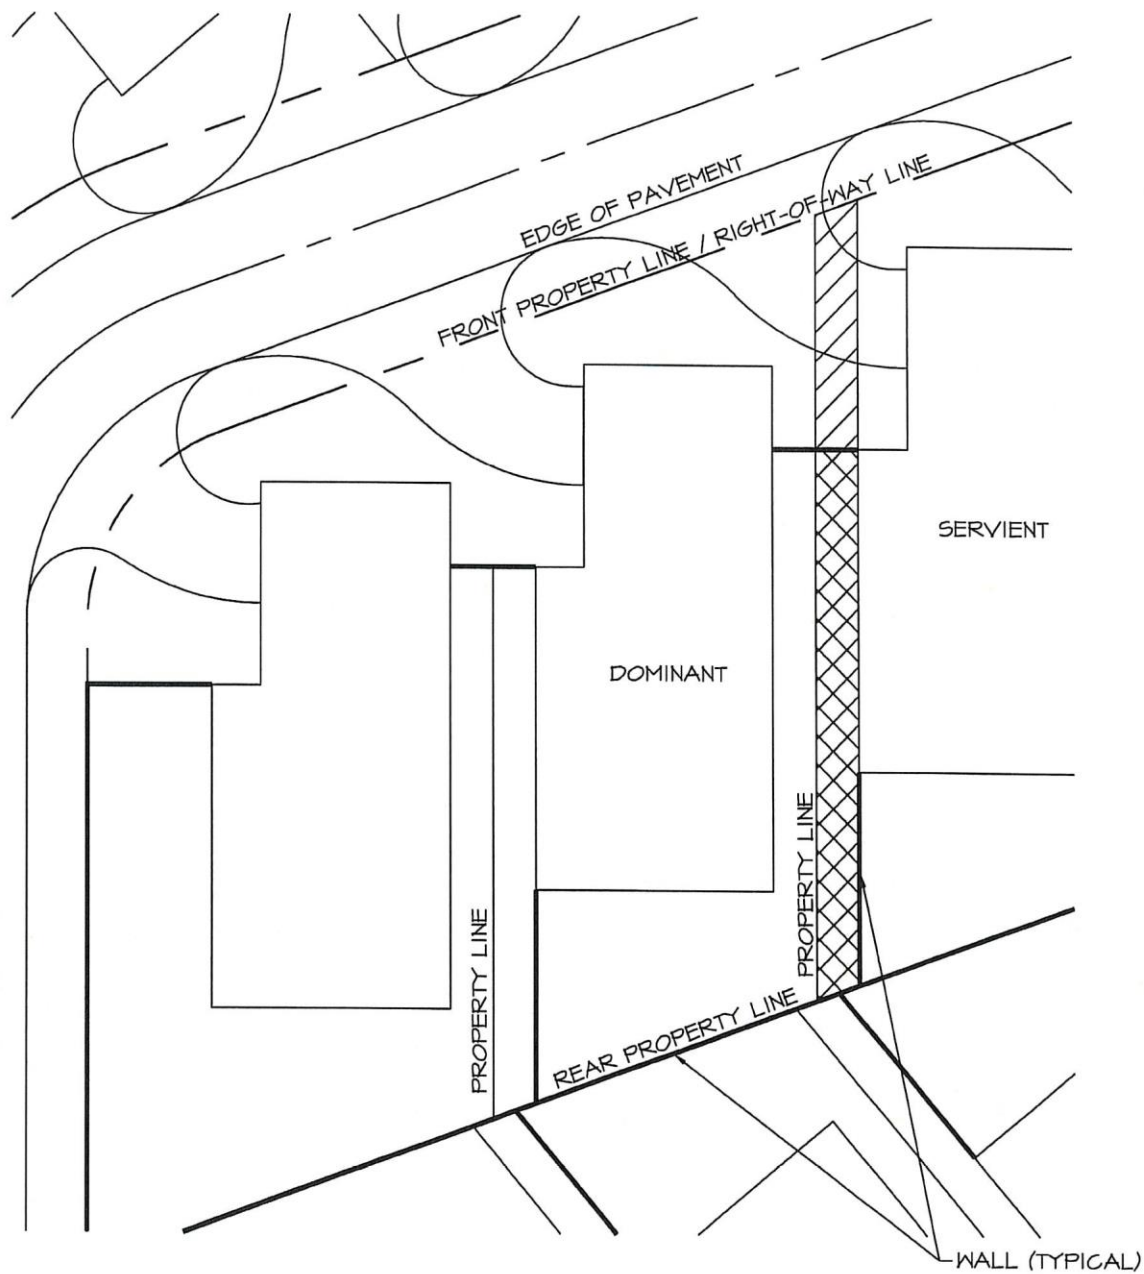 EDGE OF PAVEMENT
FRONT PROPERTY LINE / RIGHT-OF-WAY LINE
SERVIENT
DOMINANT
PROPERTY LINE
PROPERTY LINE
REAR PROPERTY LINE
WALL (TYPICAL)